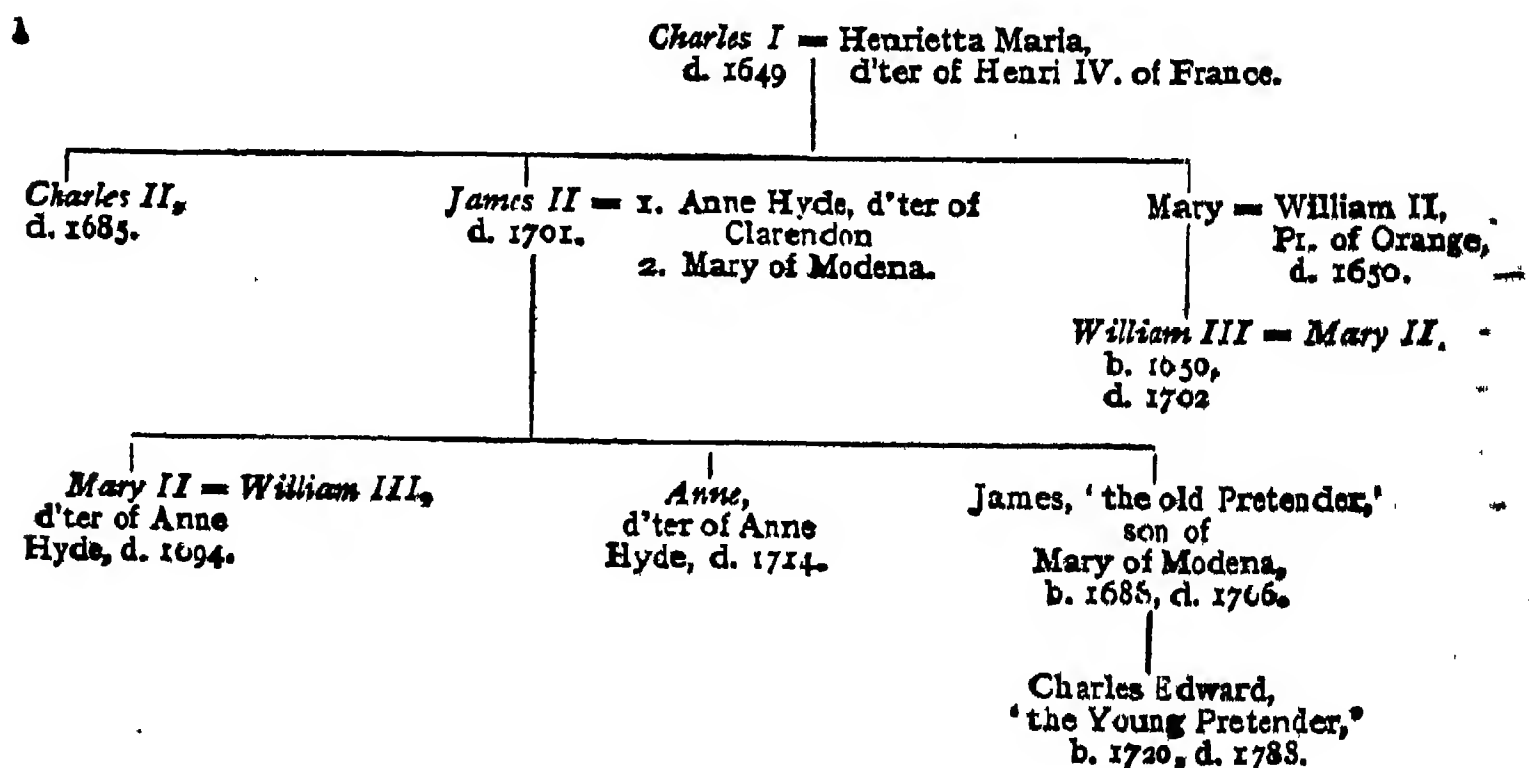 Charles I = Henrietta Maria,
d. 1649 d'ter of Henri IV. of France.
Charles II,
d. 1685.
James II = 1. Anne Hyde, d'ter of
d. 1701. Clarendon
2. Mary of Modena.
Mary = William II,
Pr. of Orange,
d. 1650.
William III = Mary II.
b. 1650,
d. 1702
Mary II = William III,
d'ter of Anne
Hyde, d. 1694.
Anne,
d'ter of Anne
Hyde, d. 1714.
James, 'the old Pretender,'
son of
Mary of Modena,
b. 1688, d. 1766.
Charles Edward,
'the Young Pretender,'
b. 1720, d. 1788.